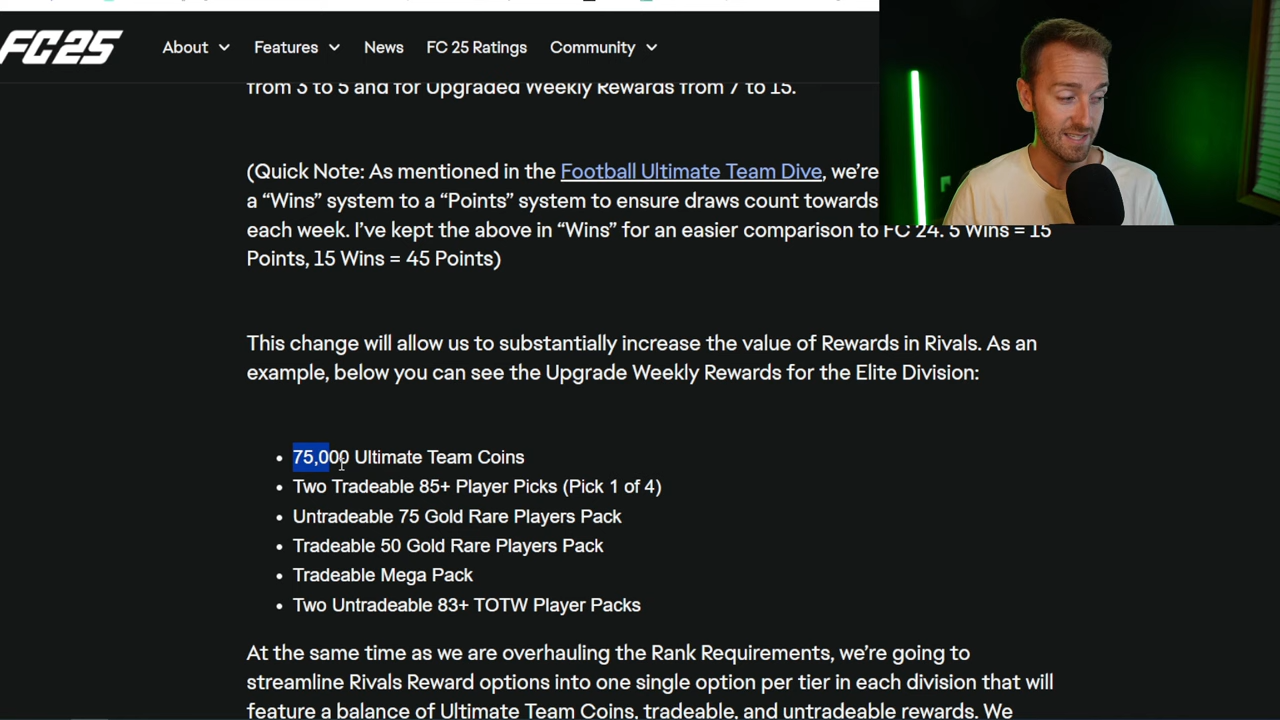 FC25
About
Features
News
FC 25 Ratings
Community
from 3 to 5 and for Upgraded Weekly Rewards from 7 to 15.
(Quick Note: As mentioned in the Football Ultimate Team Dive, we're
a “Wins” system to a “Points” system to ensure draws count towards
each week. I've kept the above in “Wins” for an easier comparison to FC 24. 5 Wins = 15
Points, 15 Wins = 45 Points)
This change will allow us to substantially increase the value of Rewards in Rivals. As an
example, below you can see the Upgrade Weekly Rewards for the Elite Division:
• 75,000 Ultimate Team Coins
• Two Tradeable 85+ Player Picks (Pick 1 of 4)
• Untradeable 75 Gold Rare Players Pack
• Tradeable 50 Gold Rare Players Pack
• Tradeable Mega Pack
• Two Untradeable 83+ TOTW Player Packs
At the same time as we are overhauling the Rank Requirements, we're going to
streamline Rivals Reward options into one single option per tier in each division that will
feature a balance of Ultimate Team Coins, tradeable, and untradeable rewards. We